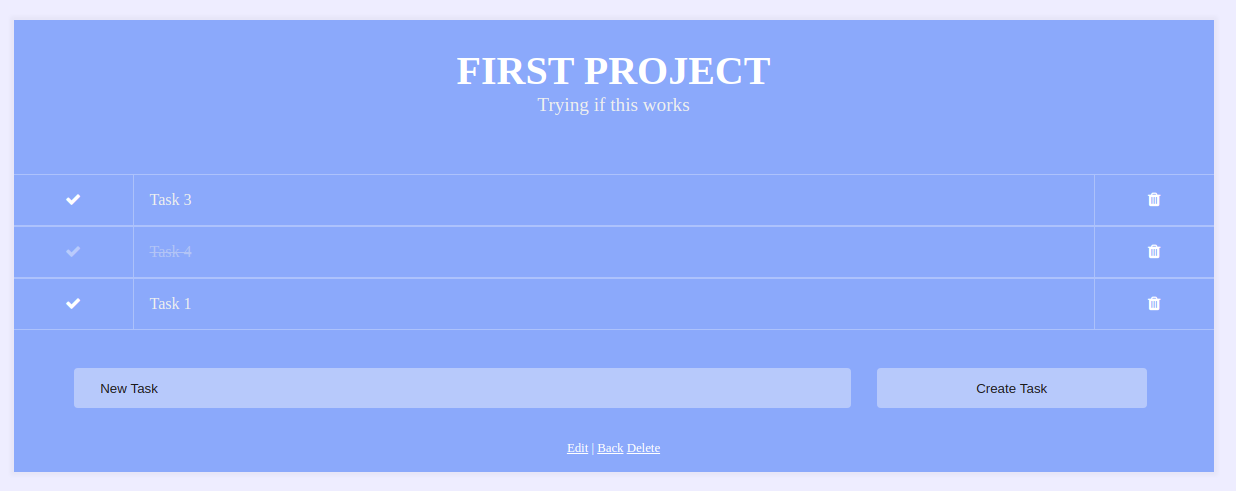 FIRST PROJECT
Trying if this works
Task 3
Task 4
Task 1
New Task
Create Task
Edit | Back Delete